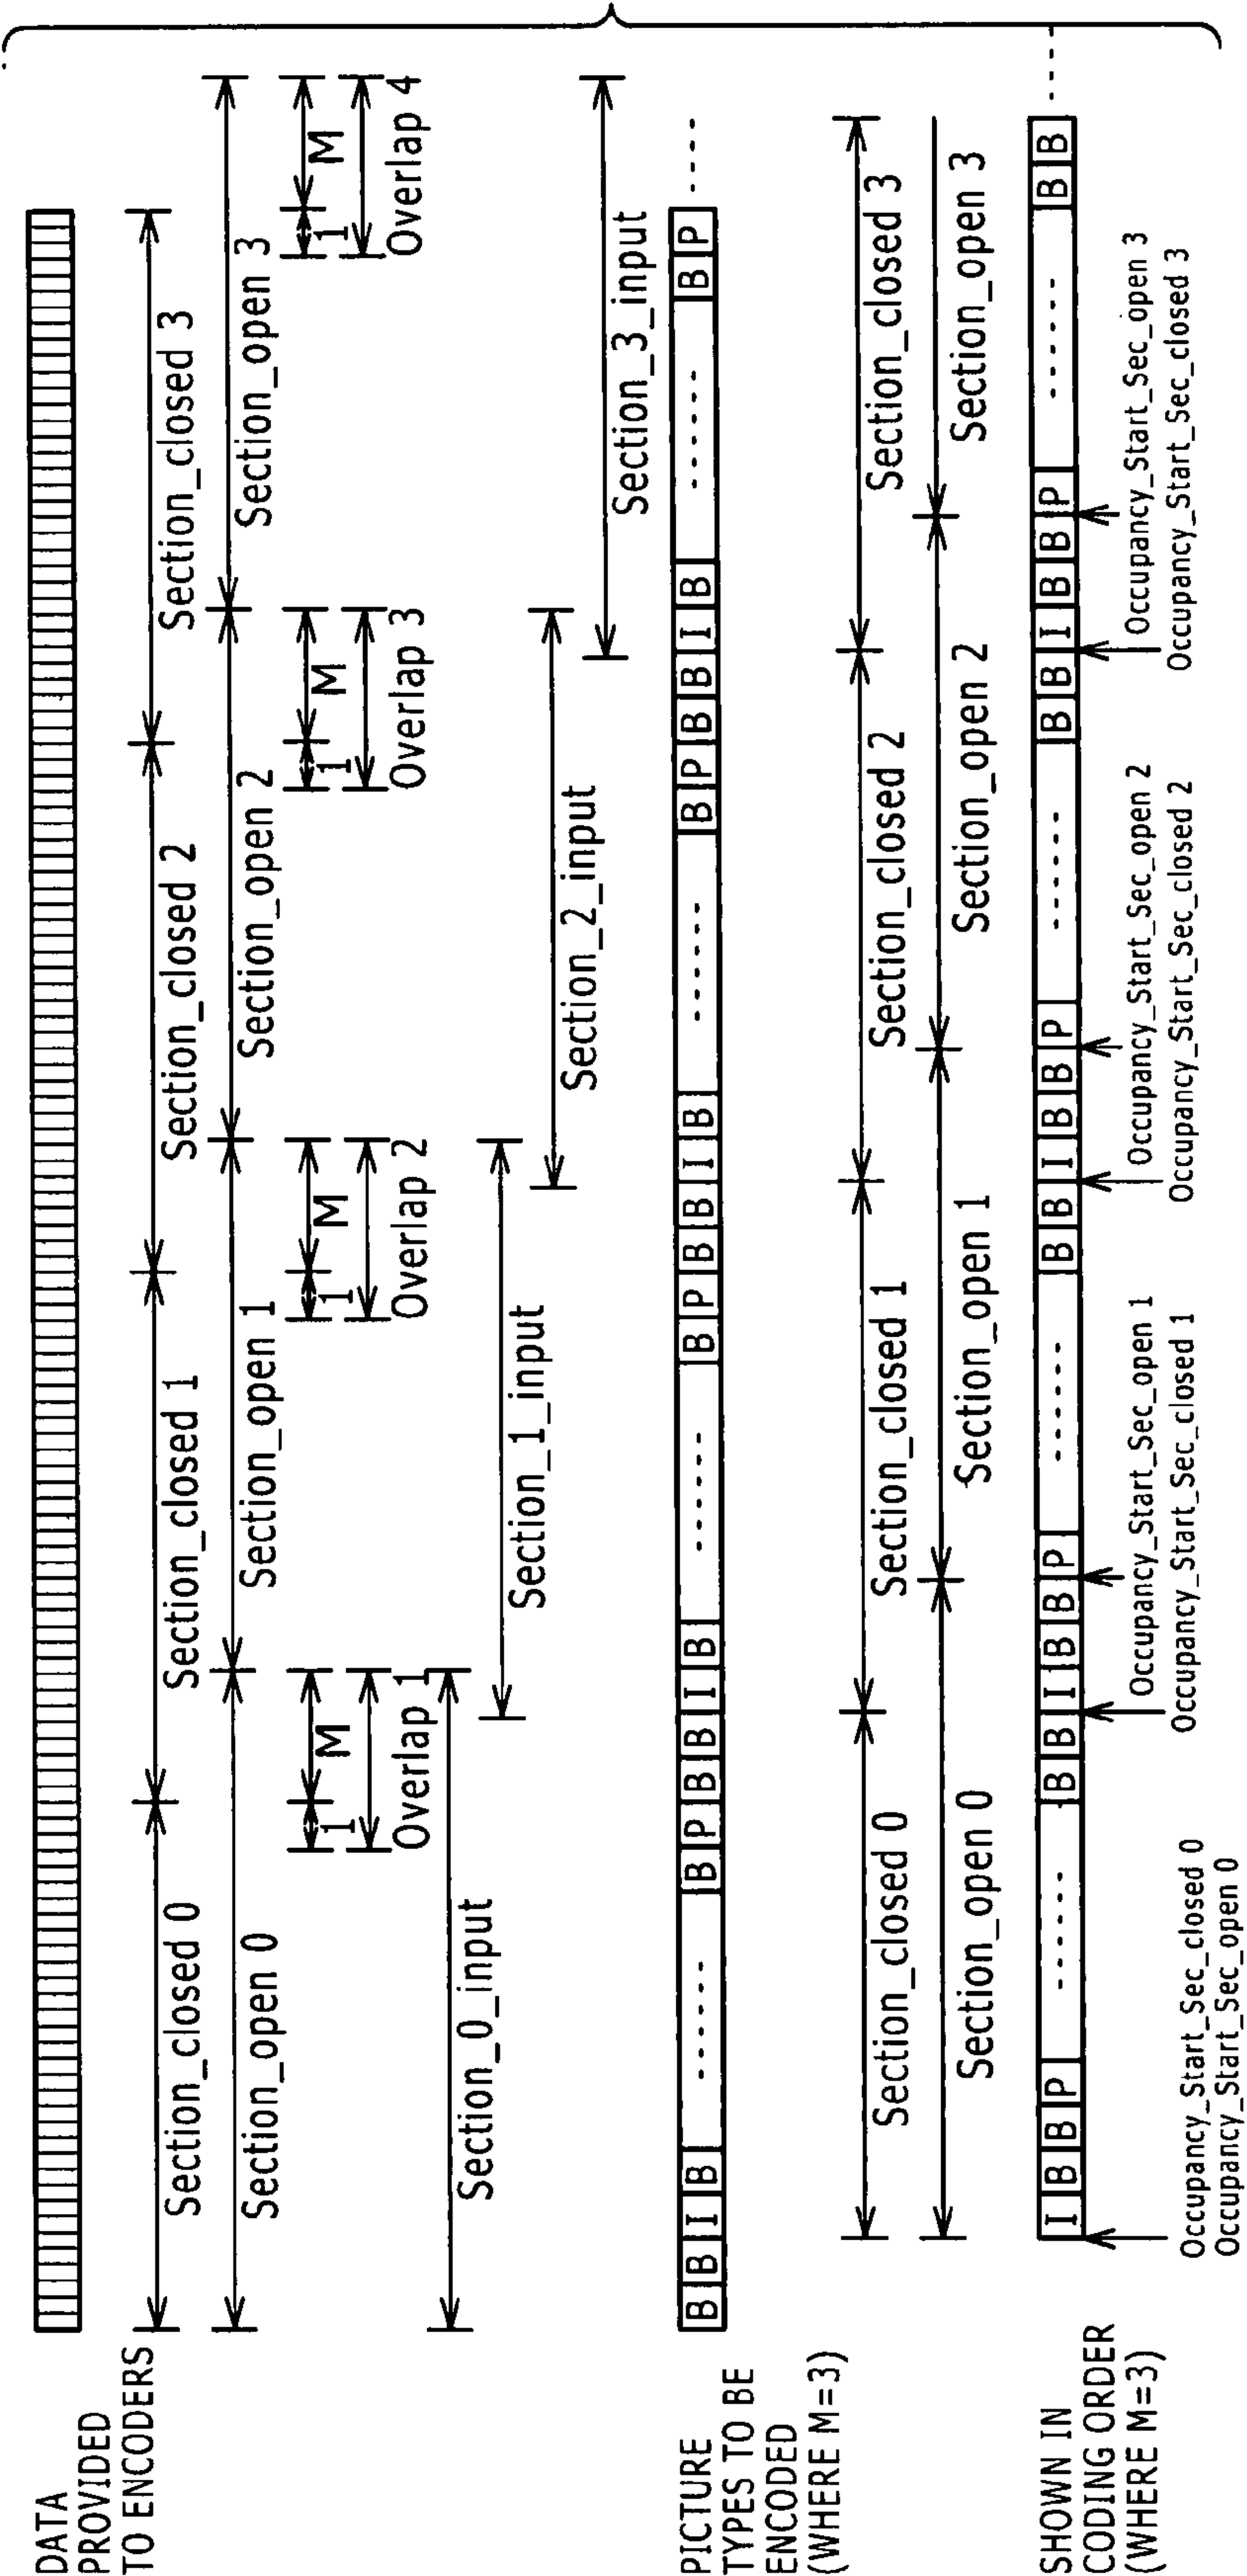 DATA
PROVIDED
TO ENCODERS
Section_closed 0
Section_closed 1
Section_closed 2
Section_closed 3
Section_open 0
Section_open 1
Section_open 2
Section_open 3
1 M
1 M
1 M
1 M
Overlap 1
Overlap 2
Overlap 3
Overlap 4
Section_0_input
Section_1_input
Section_2_input
Section_3_input
PICTURE
TYPES TO BE
ENCODED
(WHERE M=3)
B B I B ...... B P B B I B ...... B P B B I B ...... B P B B I B ...... B P ....
Section_closed 0
Section_closed 1
Section_closed 2
Section_closed 3
Section_open 0
Section_open 1
Section_open 2
Section_open 3
SHOWN IN
CODING ORDER
(WHERE M=3)
I B B P ...... B B I B B P ...... B B I B B P ...... B B I B B P ...... B B ....
Occupancy_Start_Sec_closed 0
Occupancy_Start_Sec_open 0
Occupancy_Start_Sec_open 1
Occupancy_Start_Sec_closed 1
Occupancy_Start_Sec_open 2
Occupancy_Start_Sec_closed 2
Occupancy_Start_Sec_open 3
Occupancy_Start_Sec_closed 3